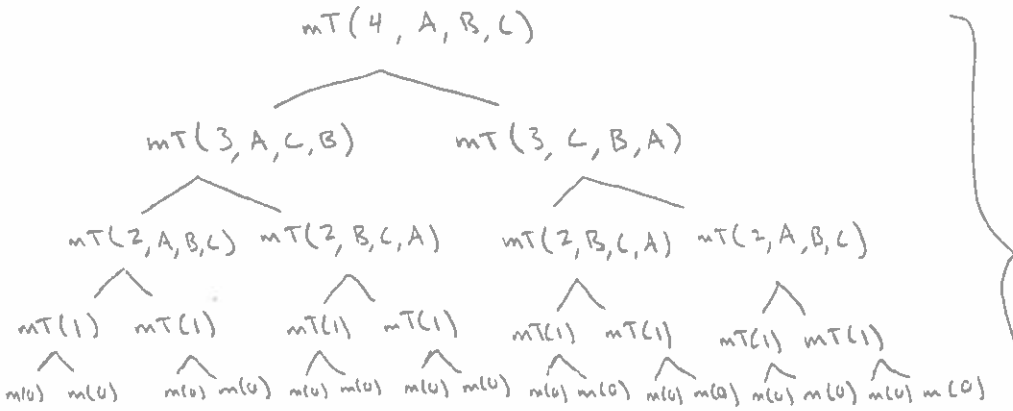 mT(4, A, B, C)
mT(3, A, C, B) mT(3, C, B, A)
mT(2, A, B, C) mT(2, B, C, A) mT(2, B, C, A) mT(2, A, B, C)
mT(1) mT(1) mT(1) mT(1) mT(1) mT(1) mT(1) mT(1)
m(0) m(0) m(0) m(0) m(0) m(0) m(0) m(0) m(0) m(0) m(0) m(0) m(0) m(0) m(0) m(0)